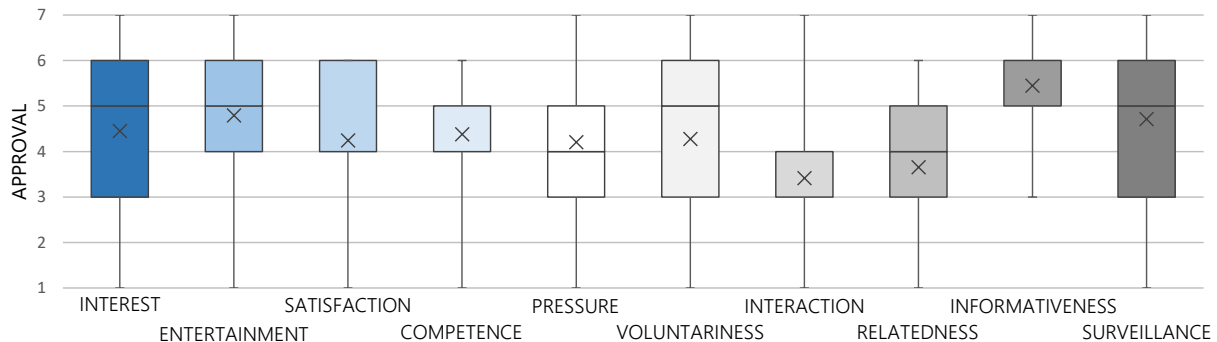 7
6
5
4
3
2
1
APPROVAL
INTEREST
ENTERTAINMENT
SATISFACTION
COMPETENCE
PRESSURE
VOLUNTARINESS
INTERACTION
RELATEDNESS
INFORMATIVENESS
SURVEILLANCE